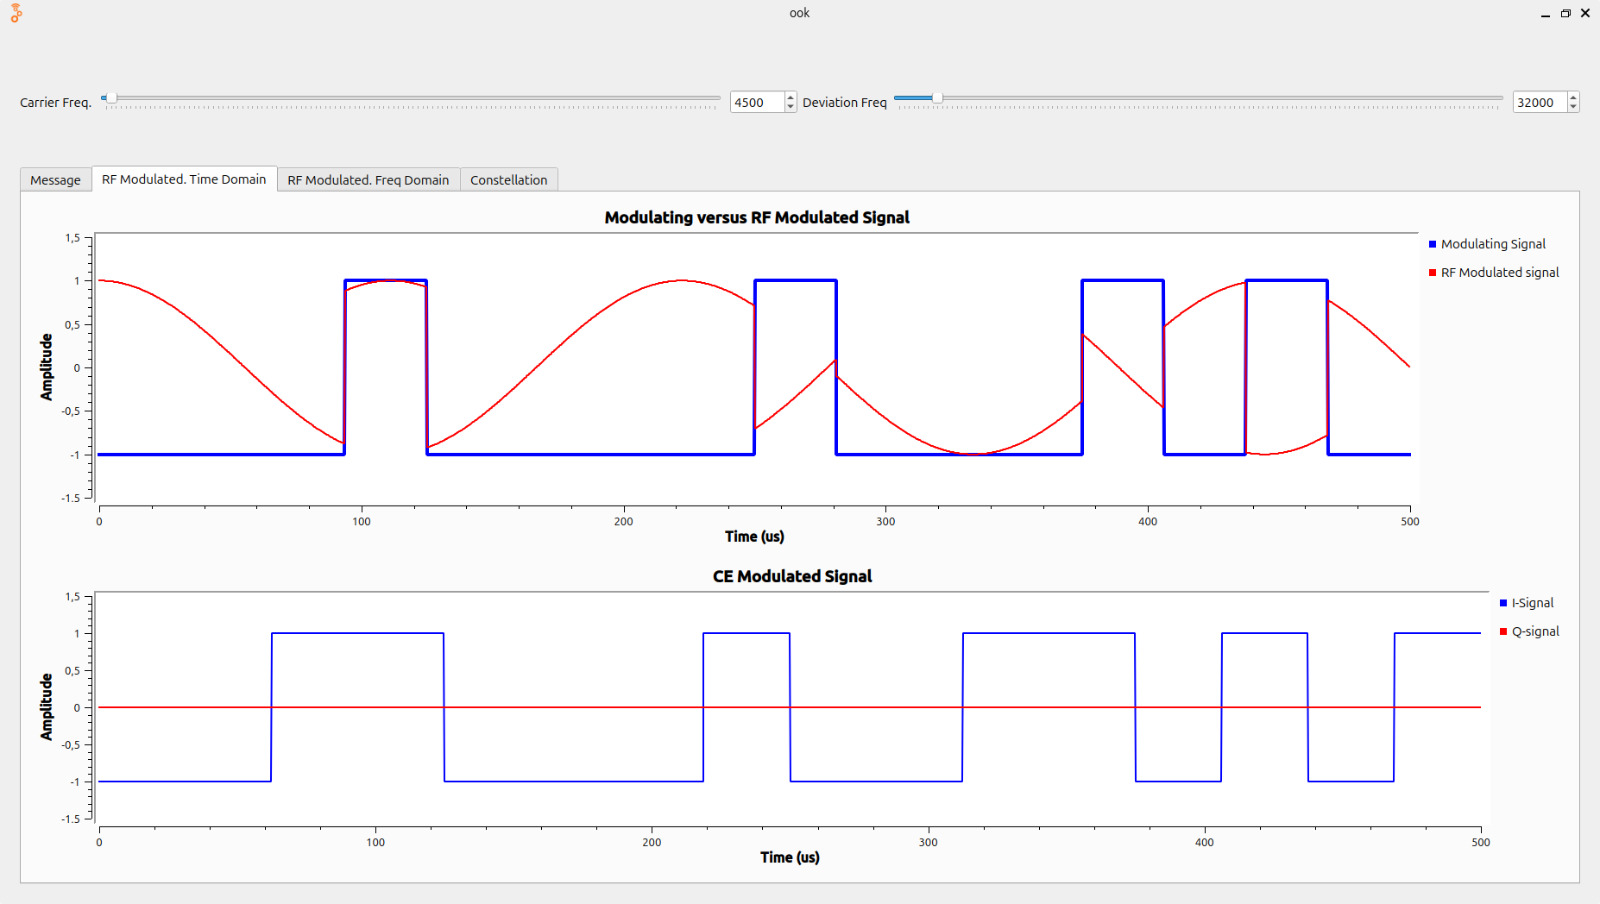 ook
Carrier Freq.
4500
Deviation Freq
32000
Message
RF Modulated. Time Domain
RF Modulated. Freq Domain
Constellation
Modulating versus RF Modulated Signal
1,5
1
0,5
0
-0,5
-1
-1.5
Amplitude
0
100
200
300
400
500
Time (us)
Modulating Signal
RF Modulated signal
CE Modulated Signal
1,5
1
0,5
0
-0,5
-1
-1.5
Amplitude
0
100
200
300
400
500
Time (us)
I-Signal
Q-signal